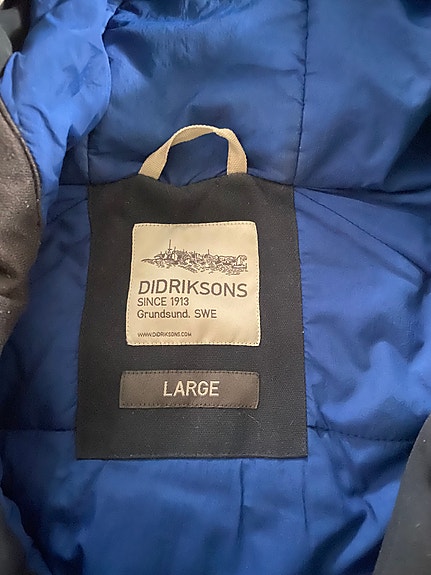 DIDRIKSONS
SINCE 1913
Grundsund. SWE
WWW.DIDRIKSONS.COM
LARGE